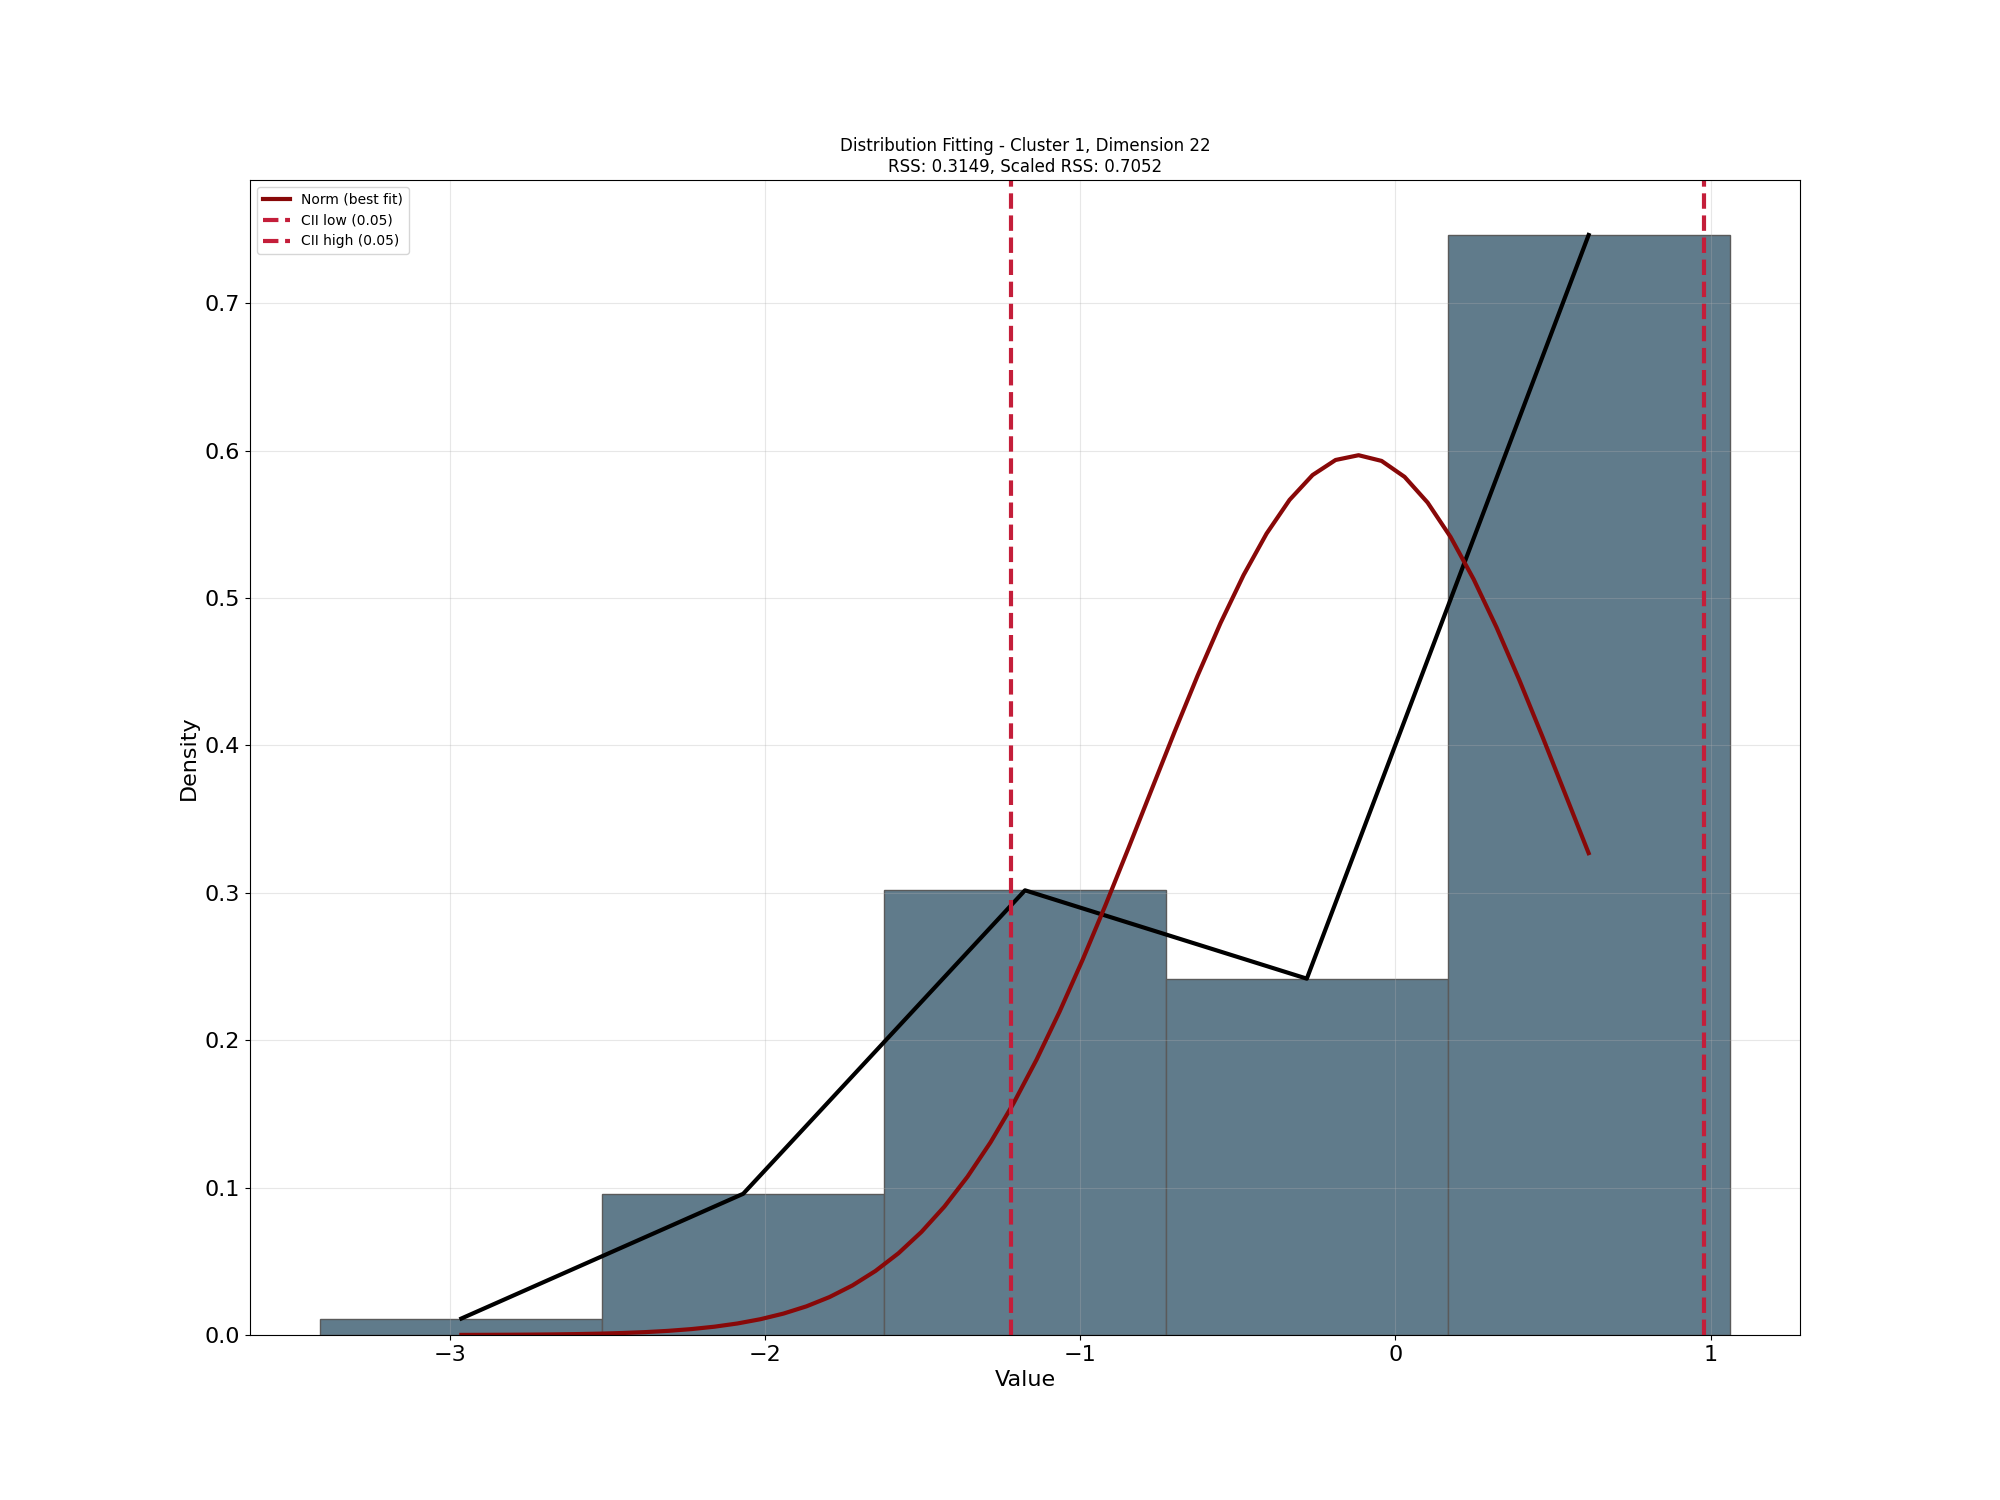 Distribution Fitting - Cluster 1, Dimension 22
RSS: 0.3149, Scaled RSS: 0.7052
Norm (best fit)
CII low (0.05)
CII high (0.05)
0.7
0.6
0.5
0.4
0.3
0.2
0.1
0.0
Density
−3 −2 −1 0 1
Value